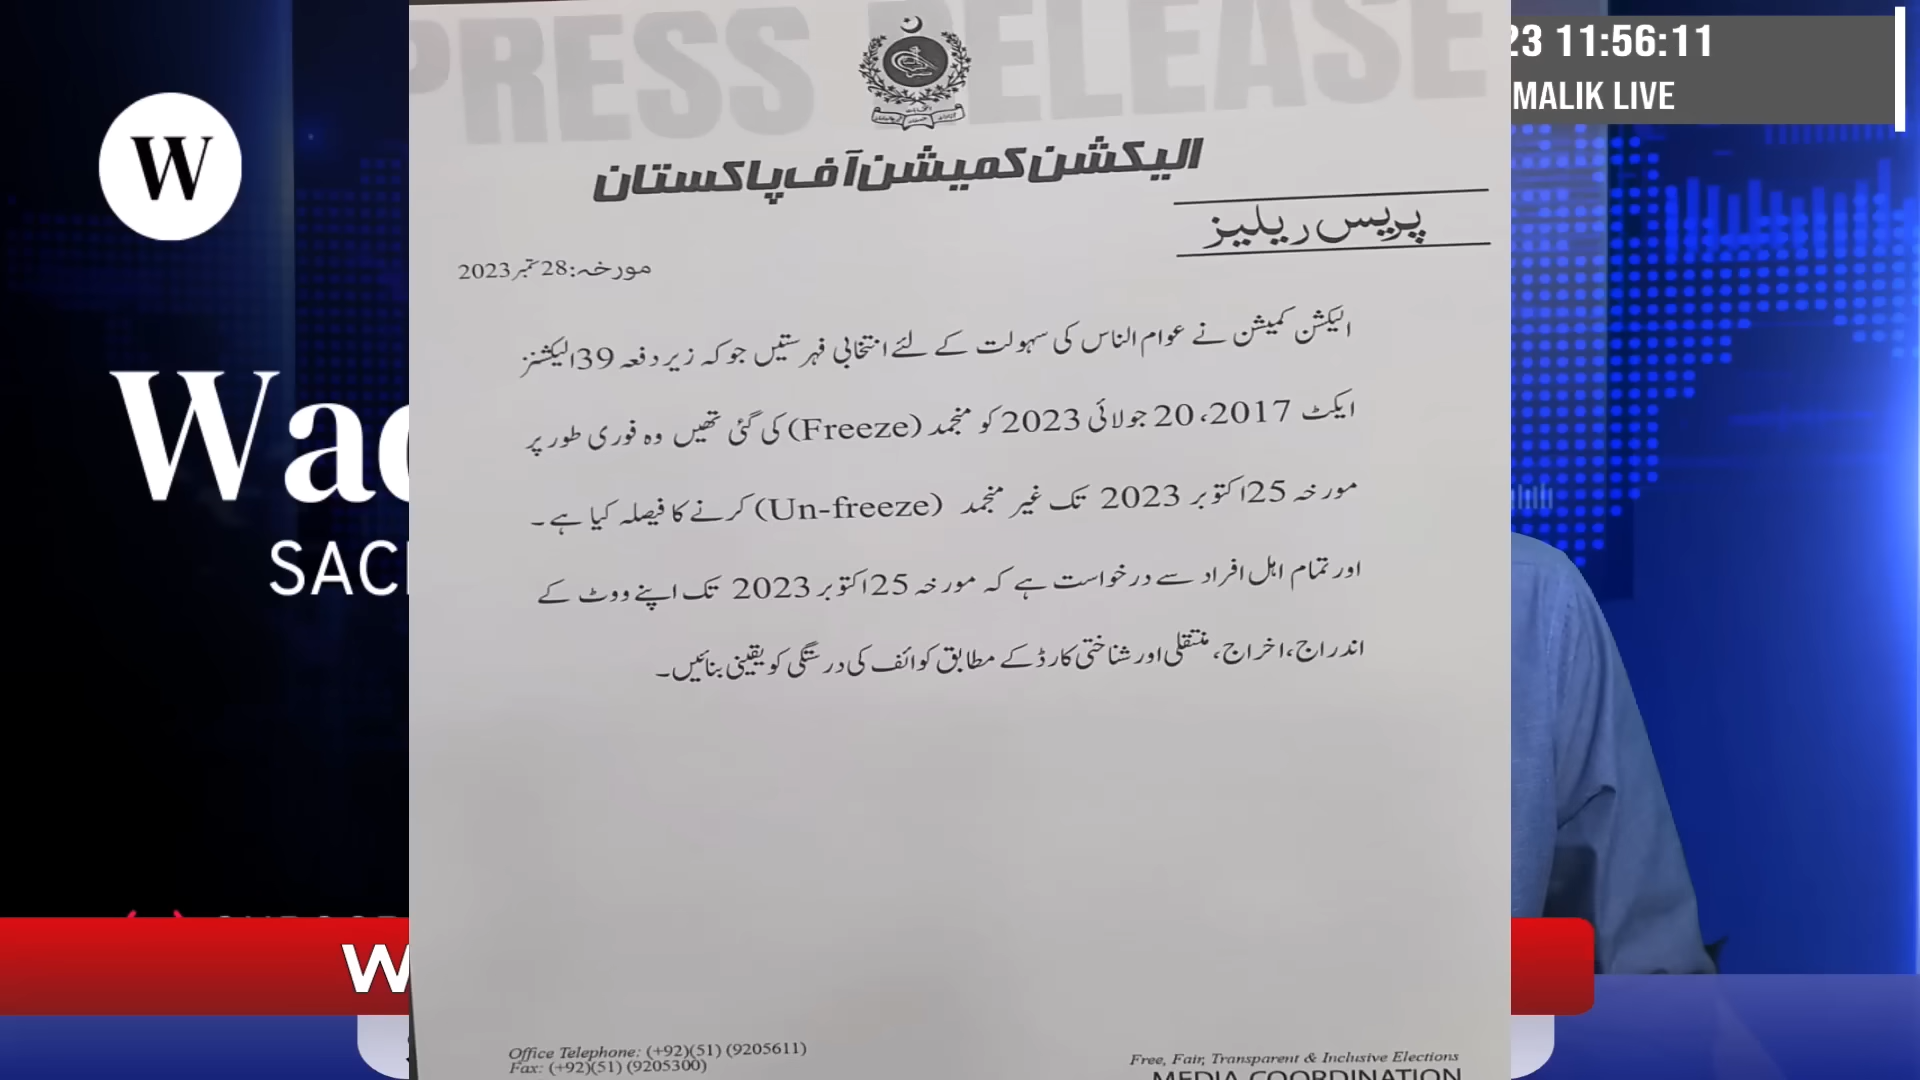 23 11:56:11
MALIK LIVE
W
Wad
SACH
PRESS RELEASE
الیکشن کمیشن آف پاکستان
پریس ریلیز
مورخہ: 28 ستمبر 2023
الیکشن کمیشن نے عوام الناس کی سہولت کے لئے انتخابی فہرستیں جو کہ زیر دفعہ 39 الیکشنز
ایکٹ 2017، 20 جولائی 2023 کو منجمد (Freeze) کی گئی تھیں وہ فوری طور پر
مورخہ 25 اکتوبر 2023 تک غیر منجمد (Un-freeze) کرنے کا فیصلہ کیا ہے ۔
اور تمام اہل افراد سے درخواست ہے کہ مورخہ 25 اکتوبر 2023 تک اپنے ووٹ کے
اندراج، اخراج، منتقلی اور شناختی کارڈ کے مطابق کوائف کی درستگی کو یقینی بنائیں۔
W
Office Telephone: (+92)(51) (9205611)
Fax: (+92)(51) (9205300)
Free, Fair, Transparent & Inclusive Elections
MEDIA COORDINATION